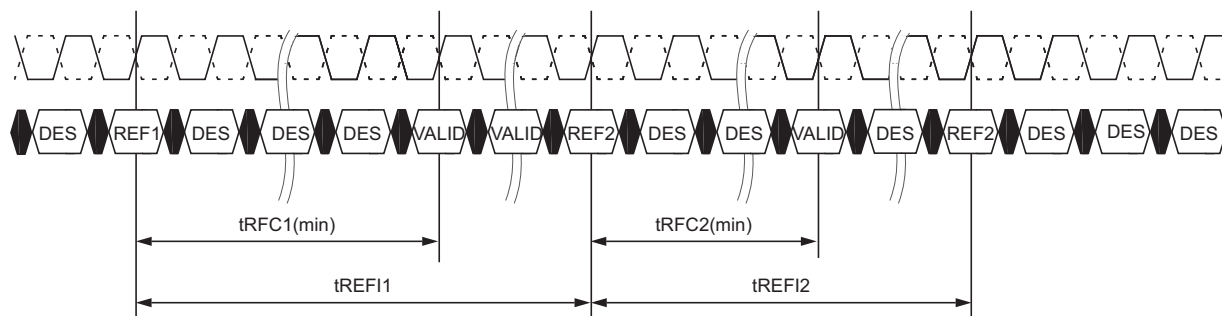 DES REF1 DES DES DES VALID VALID REF2 DES DES VALID DES REF2 DES DES DES
tRFC1(min) tRFC2(min)
tREFI1 tREFI2